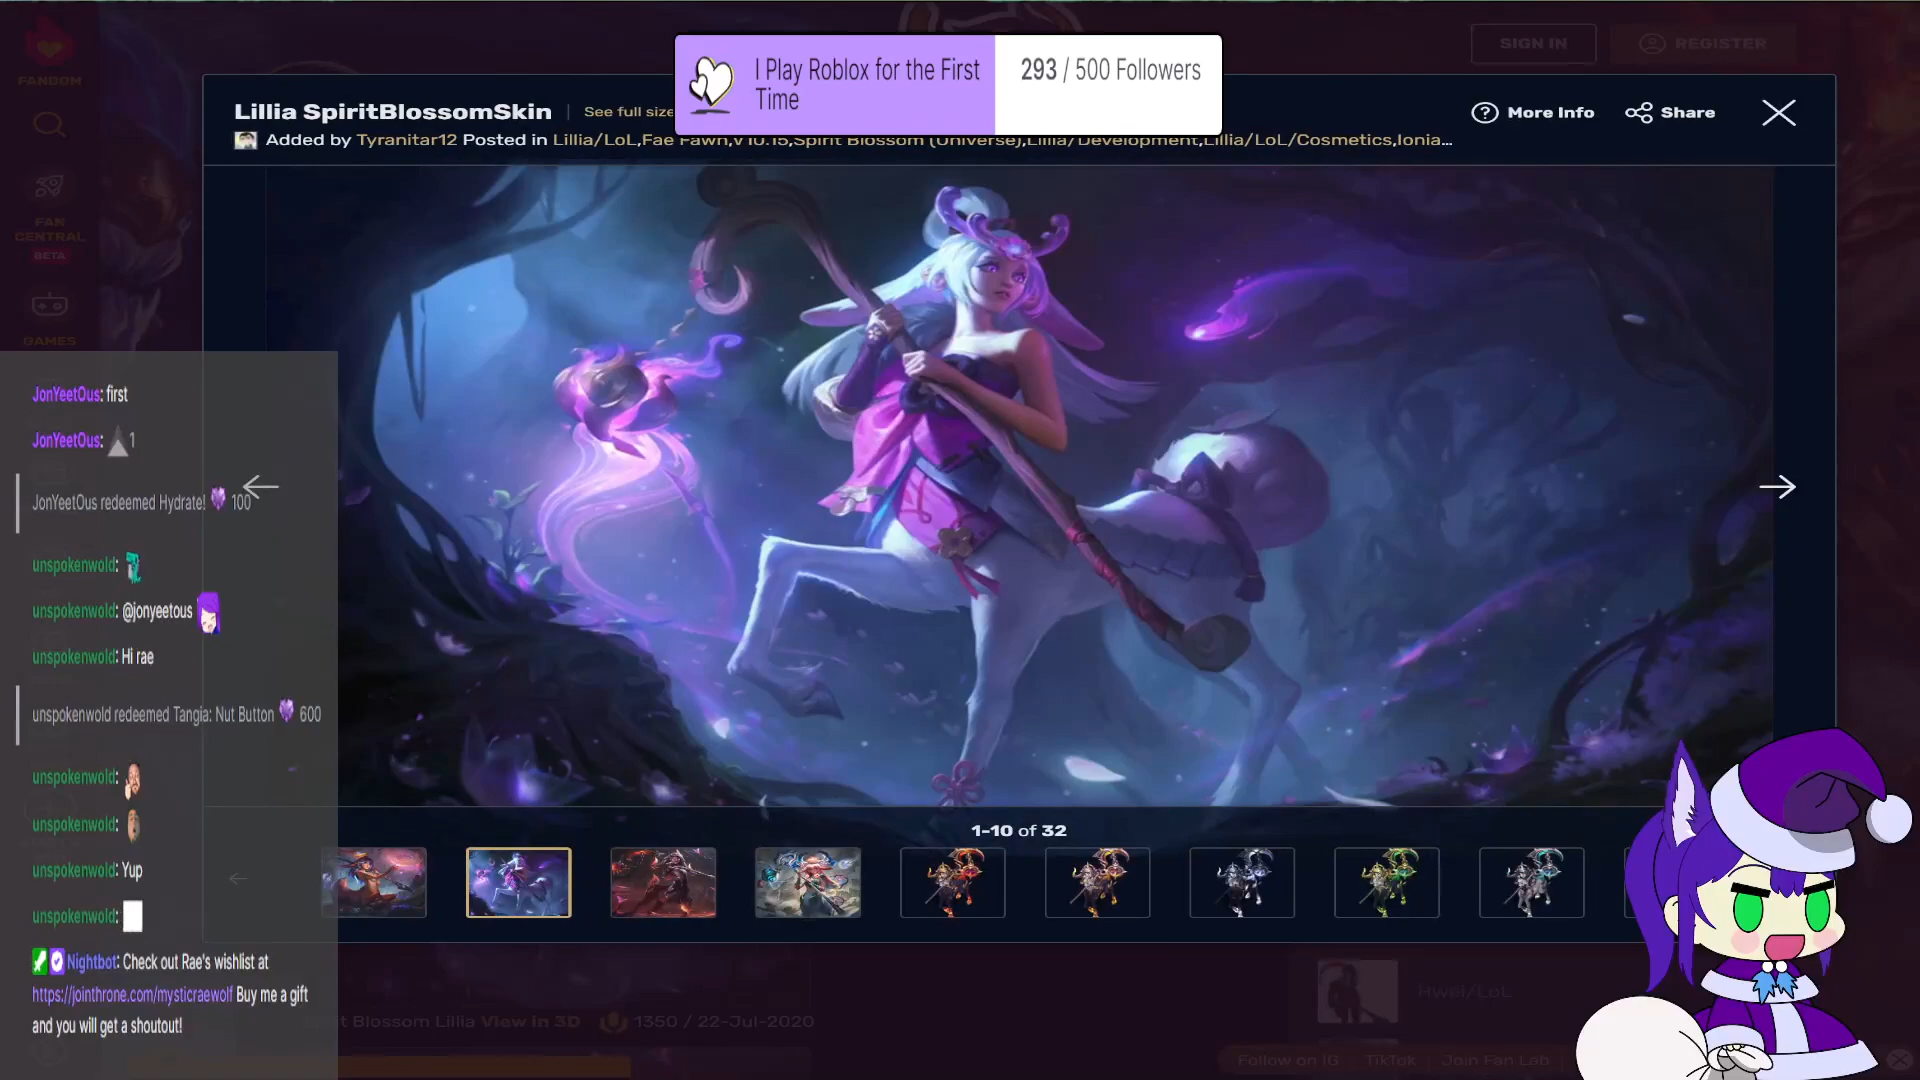 FANDOM
FAN
CENTRAL
BETA
GAMES
SIGN IN
REGISTER
I Play Roblox for the First
Time
293 / 500 Followers
Lillia SpiritBlossomSkin
See full size
More Info
Share
Added by Tyranitar12 Posted in Lillia/LoL,Fae Fawn,V10.15,Spirit Blossom (Universe),Lillia/Development,Lillia/LoL/Cosmetics,Ionia...
JonYeetOus: first
JonYeetOus: 1
JonYeetOus redeemed Hydrate! 100
unspokenwold:
unspokenwold: @jonyeetous
unspokenwold: Hi rae
unspokenwold redeemed Tangia: Nut Button 600
unspokenwold:
unspokenwold:
unspokenwold: Yup
unspokenwold:
Nightbot: Check out Rae's wishlist at
https://jointhrone.com/mysticraewolf Buy me a gift
and you will get a shoutout!
1-10 of 32
Blossom Lillia View in 3D
1350 / 22-Jul-2020
Hwei/LoL
Follow on IG
TikTok
Join Fan Lab